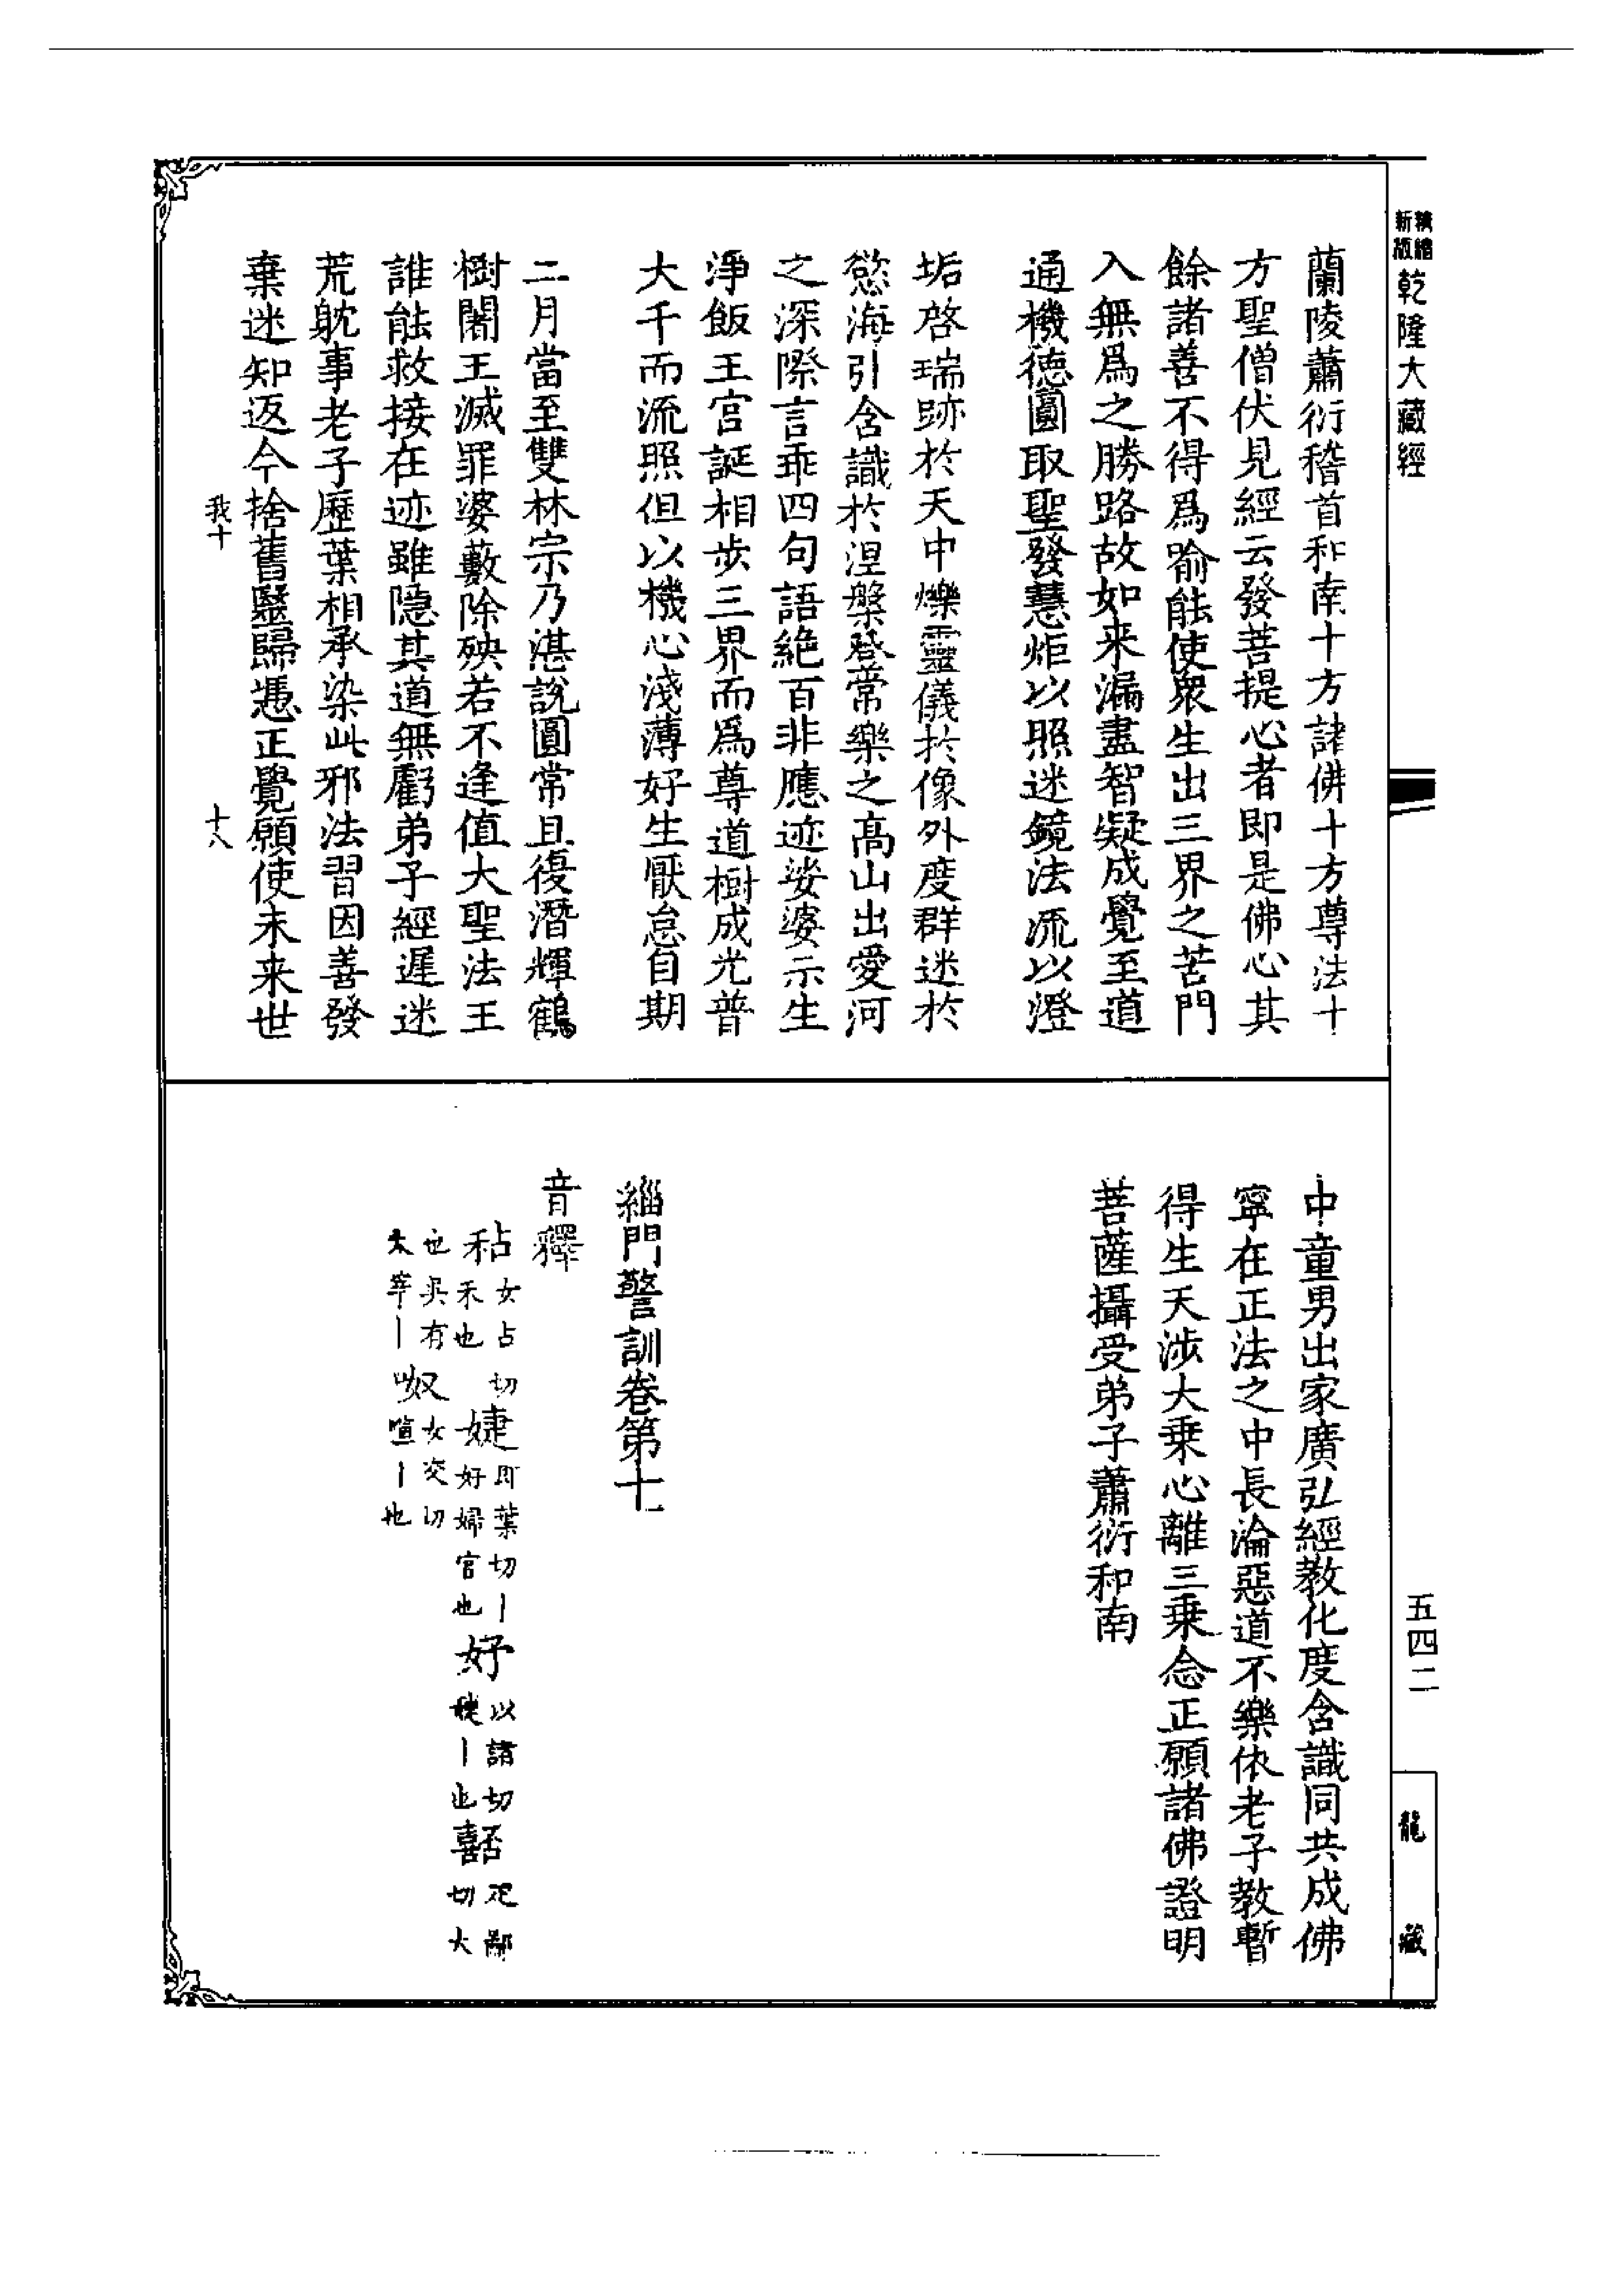 精縮新版乾隆大藏經
蘭陵蕭衍稽首和南十方諸佛十方尊法十
方聖僧伏見經云發菩提心者即是佛心其
餘諸善不得爲喻能使衆生出三界之苦門
入無爲之勝路故如来漏盡智凝成覺至道
通機德圓取聖發慧炬以照迷鏡法流以澄
垢啓瑞跡於天中爍靈儀於像外度群迷於
慾海引含識於涅槃登常樂之髙山出愛河
之深際言乖四句語絶百非應迹娑婆示生
淨飯王宮誕相步三界而爲尊道樹成光普
大千而流照但以機心淺薄好生厭怠自期
二月當至雙林宗乃湛說圓常且復潛輝鶴
樹闍王滅罪婆藪除殃若不逢值大聖法王
誰能救接在迹雖隱其道無虧弟子經遲迷
荒躭事老子歷葉相承染此邪法習因善發
棄迷知返今捨舊醫歸憑正覺願使未来世
我十
十八
中童男出家廣弘經教化度含識同共成佛
寧在正法之中長淪惡道不樂依老子教暫
得生天涉大乗心離三乗念正願諸佛證明
菩薩攝受弟子蕭衍和南
緇門警訓卷第十
音釋
秥女占切禾也婕即葉切｜好婦官也妤以諸切婕｜也嚭匹鄙切大
也吳有太宰｜呶女交切喧｜也
五四二
龍藏